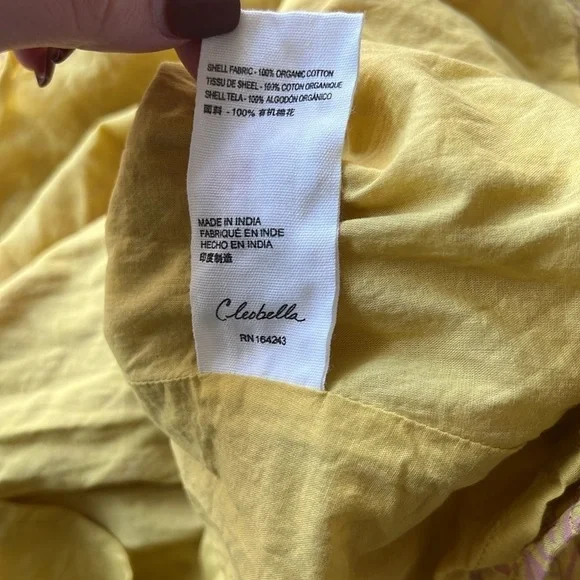 SHELL FABRIC - 100% ORGANIC COTTON
TISSU DE SHEEL - 100% COTON ORGANIQUE
SHELL TELA - 100% ALGODÓN ORGÁNICO
面料 - 100% 有机棉花
MADE IN INDIA
FABRIQUÉ EN INDE
HECHO EN INDIA
印度制造
Cleobella
RN 164243